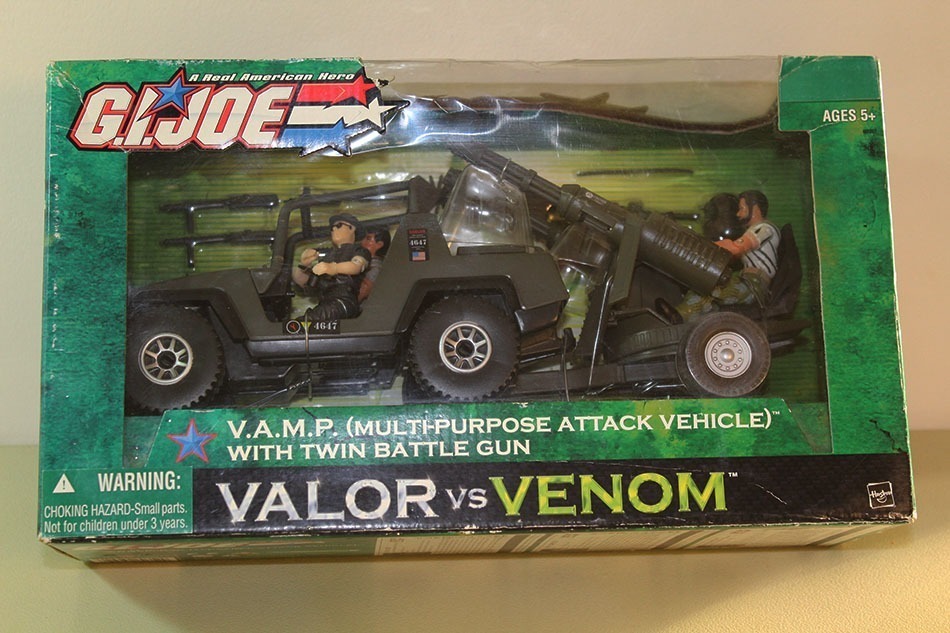 A Real American Hero
G.I.JOE
AGES 5+
4647
4647
V.A.M.P. (MULTI-PURPOSE ATTACK VEHICLE)™
WITH TWIN BATTLE GUN
WARNING:
CHOKING HAZARD-Small parts.
Not for children under 3 years.
VALOR VS VENOM™
Hasbro